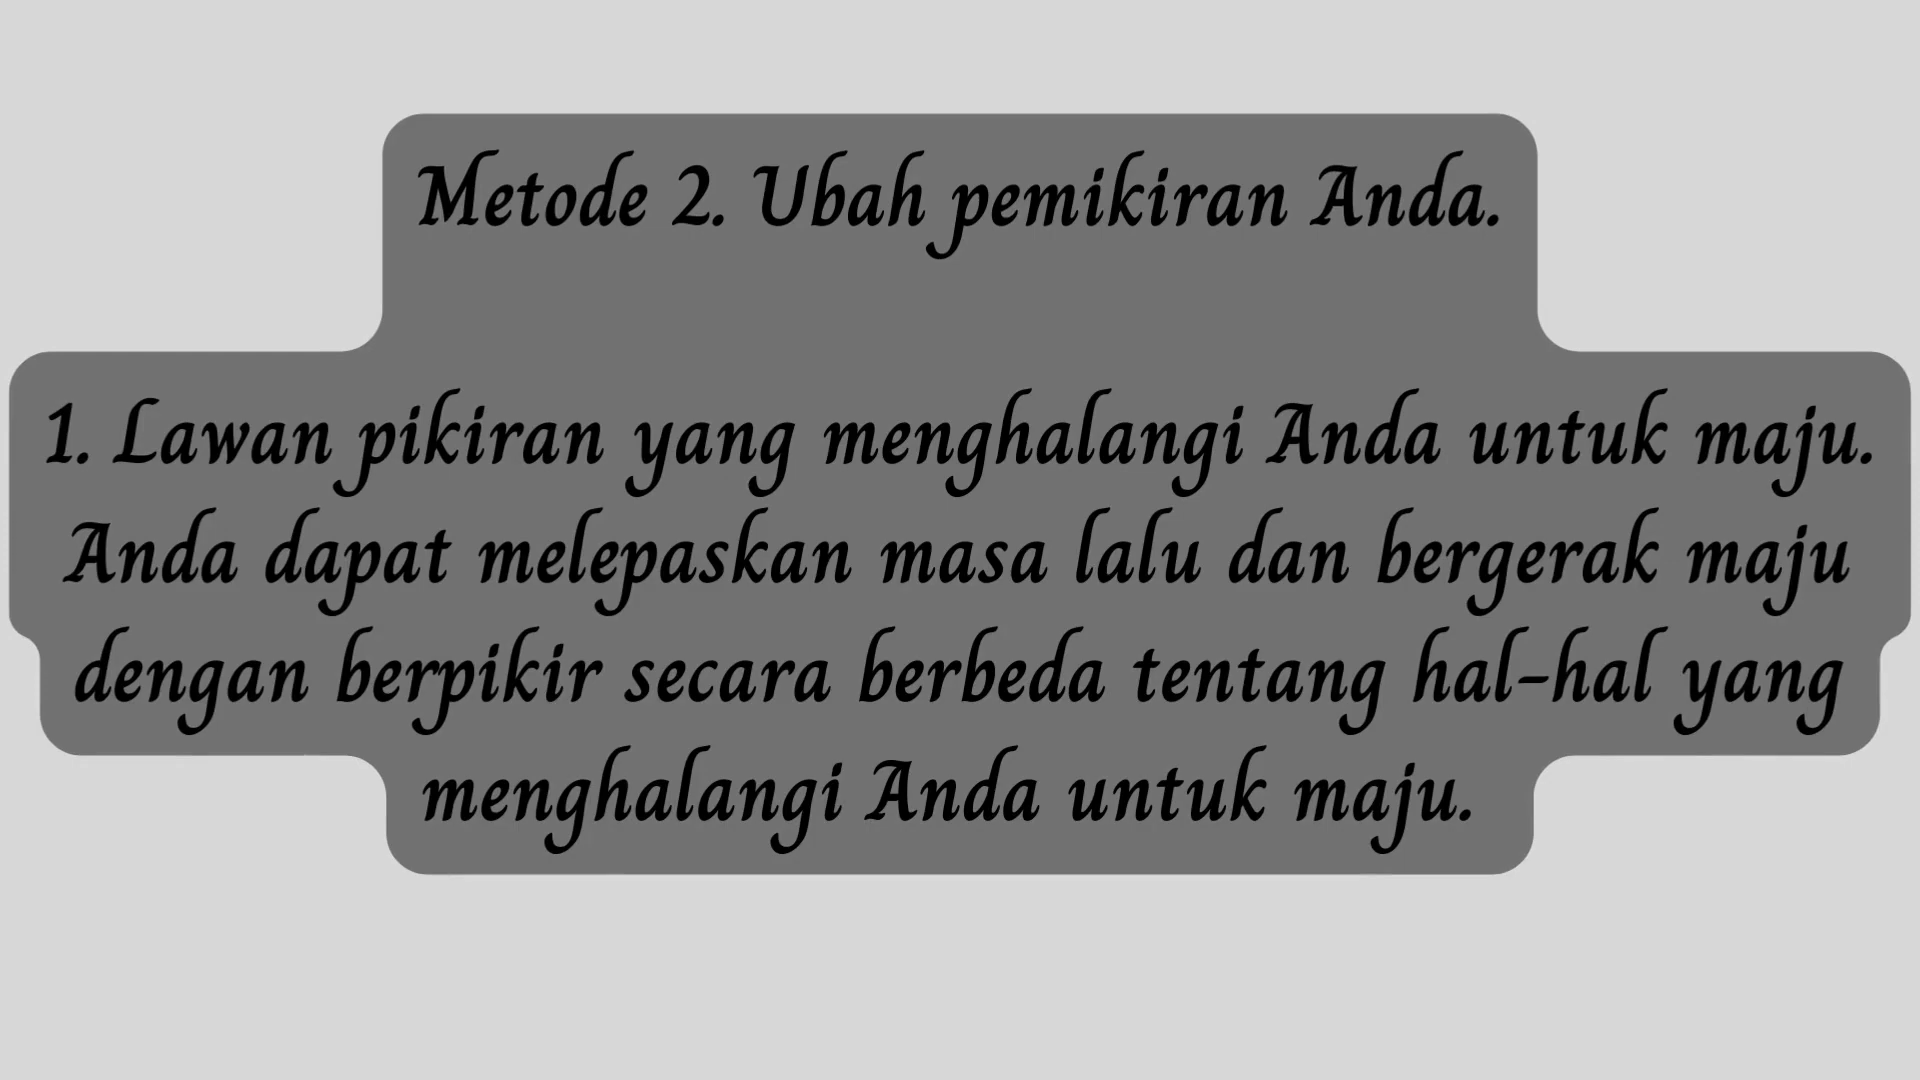 Metode 2. Ubah pemikiran Anda.
1. Lawan pikiran yang menghalangi Anda untuk maju.
Anda dapat melepaskan masa lalu dan bergerak maju
dengan berpikir secara berbeda tentang hal-hal yang
menghalangi Anda untuk maju.